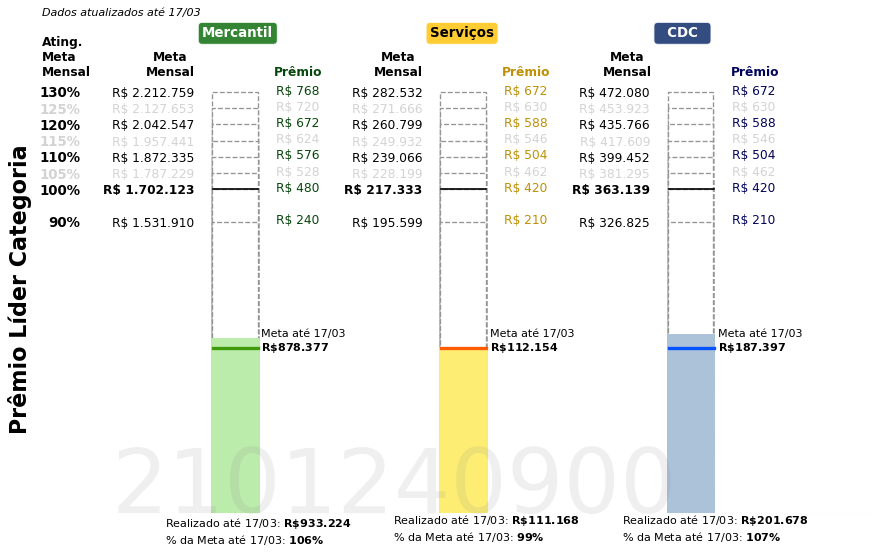 Dados atualizados até 17/03
Mercantil Serviços CDC
Ating. Meta Mensal
Meta Mensal Prêmio Meta Mensal Prêmio Meta Mensal Prêmio
130% R$ 2.212.759 R$ 768 R$ 282.532 R$ 672 R$ 472.080 R$ 672
125% R$ 2.127.653 R$ 720 R$ 271.666 R$ 630 R$ 453.923 R$ 630
120% R$ 2.042.547 R$ 672 R$ 260.799 R$ 588 R$ 435.766 R$ 588
115% R$ 1.957.441 R$ 624 R$ 249.932 R$ 546 R$ 417.609 R$ 546
110% R$ 1.872.335 R$ 576 R$ 239.066 R$ 504 R$ 399.452 R$ 504
105% R$ 1.787.229 R$ 528 R$ 228.199 R$ 462 R$ 381.295 R$ 462
100% R$ 1.702.123 R$ 480 R$ 217.333 R$ 420 R$ 363.139 R$ 420
90% R$ 1.531.910 R$ 240 R$ 195.599 R$ 210 R$ 326.825 R$ 210
Prêmio Líder Categoria
Meta até 17/03 Meta até 17/03 Meta até 17/03
R$878.377 R$112.154 R$187.397
2101240900
Realizado até 17/03: R$933.224 Realizado até 17/03: R$111.168 Realizado até 17/03: R$201.678
% da Meta até 17/03: 106% % da Meta até 17/03: 99% % da Meta até 17/03: 107%